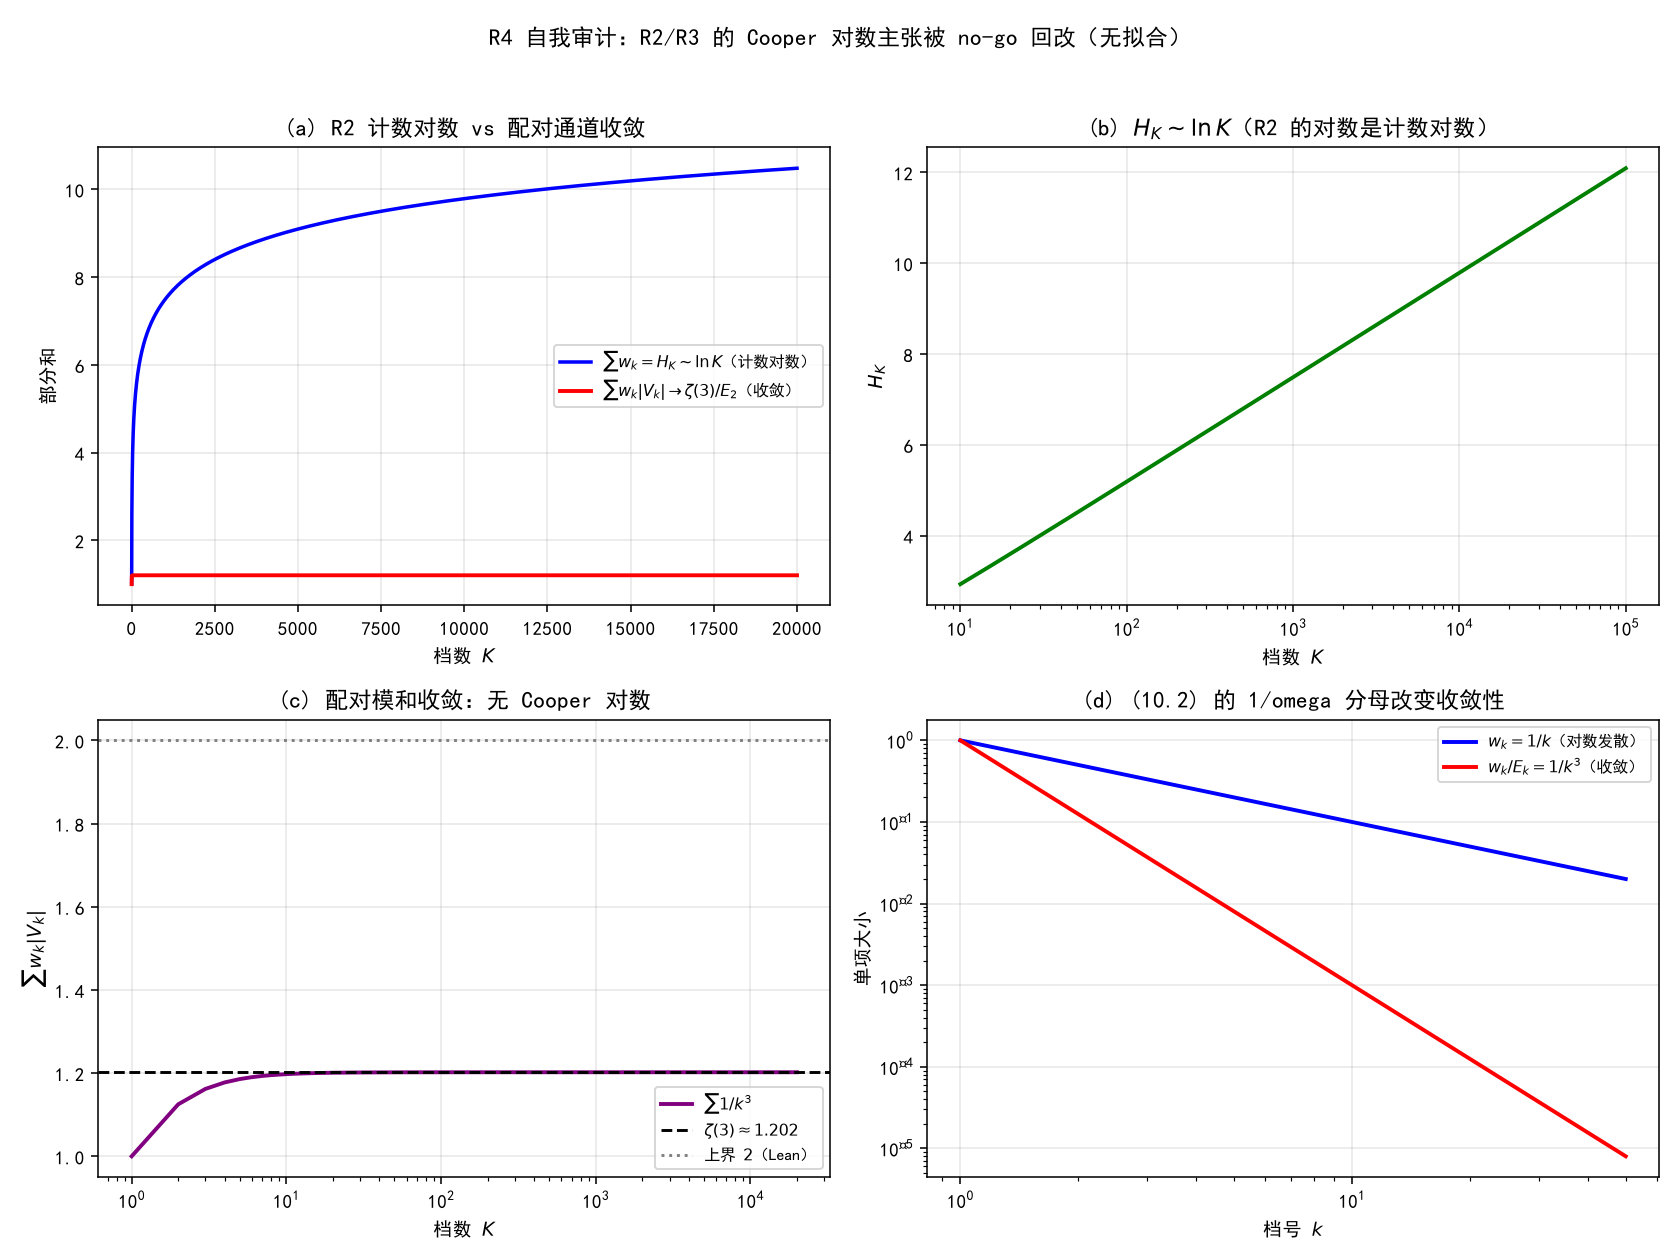 R4 自我审计：R2/R3 的 Cooper 对数主张被 no-go 回改（无拟合）
(a) R2 计数对数 vs 配对通道收敛
部分和
10
8
6
4
2
∑w_k = H_K ~ ln K（计数对数）
∑w_k|V_k| → ζ(3)/E_2（收敛）
0 2500 5000 7500 10000 12500 15000 17500 20000
档数 K
(b) H_K ~ ln K（R2 的对数是计数对数）
H_K
12
10
8
6
4
10^1 10^2 10^3 10^4 10^5
档数 K
(c) 配对模和收敛：无 Cooper 对数
∑w_k|V_k|
2.0
1.8
1.6
1.4
1.2
1.0
∑1/k^3
ζ(3) ≈ 1.202
上界 2（Lean）
10^0 10^1 10^2 10^3 10^4
档数 K
(d) (10.2) 的 1/omega 分母改变收敛性
单项大小
10^0
w_k = 1/k（对数发散）
w_k/E_k = 1/k^3（收敛）
10^0 10^1
档号 k